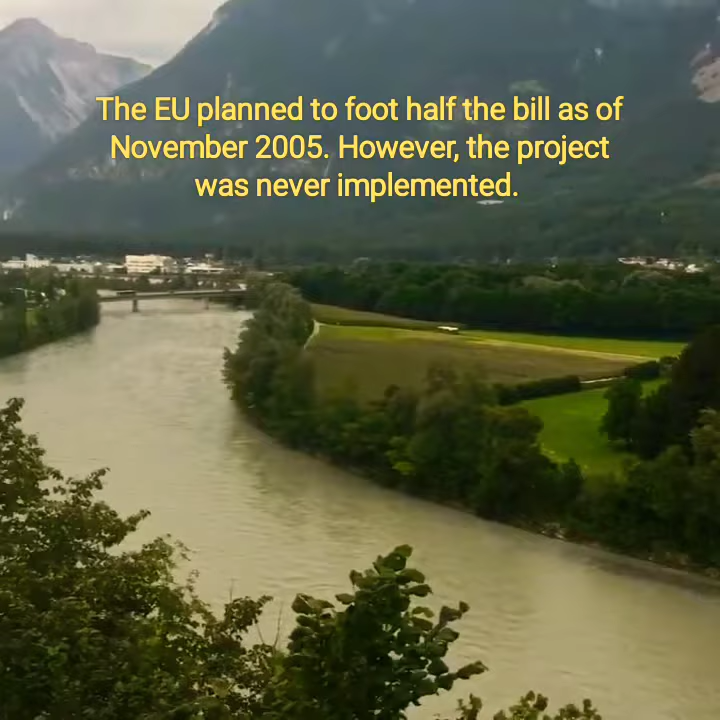 The EU planned to foot half the bill as of
November 2005. However, the project
was never implemented.